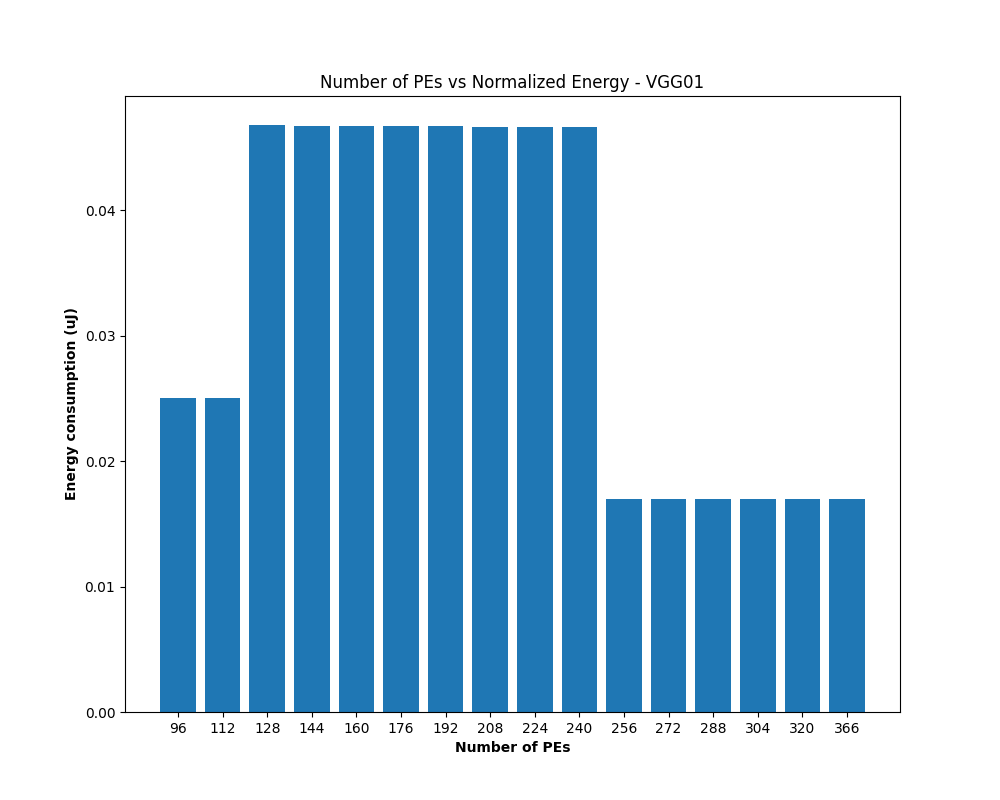 Number of PEs vs Normalized Energy - VGG01
Energy consumption (uJ)
0.04
0.03
0.02
0.01
0.00
96 112 128 144 160 176 192 208 224 240 256 272 288 304 320 366
Number of PEs